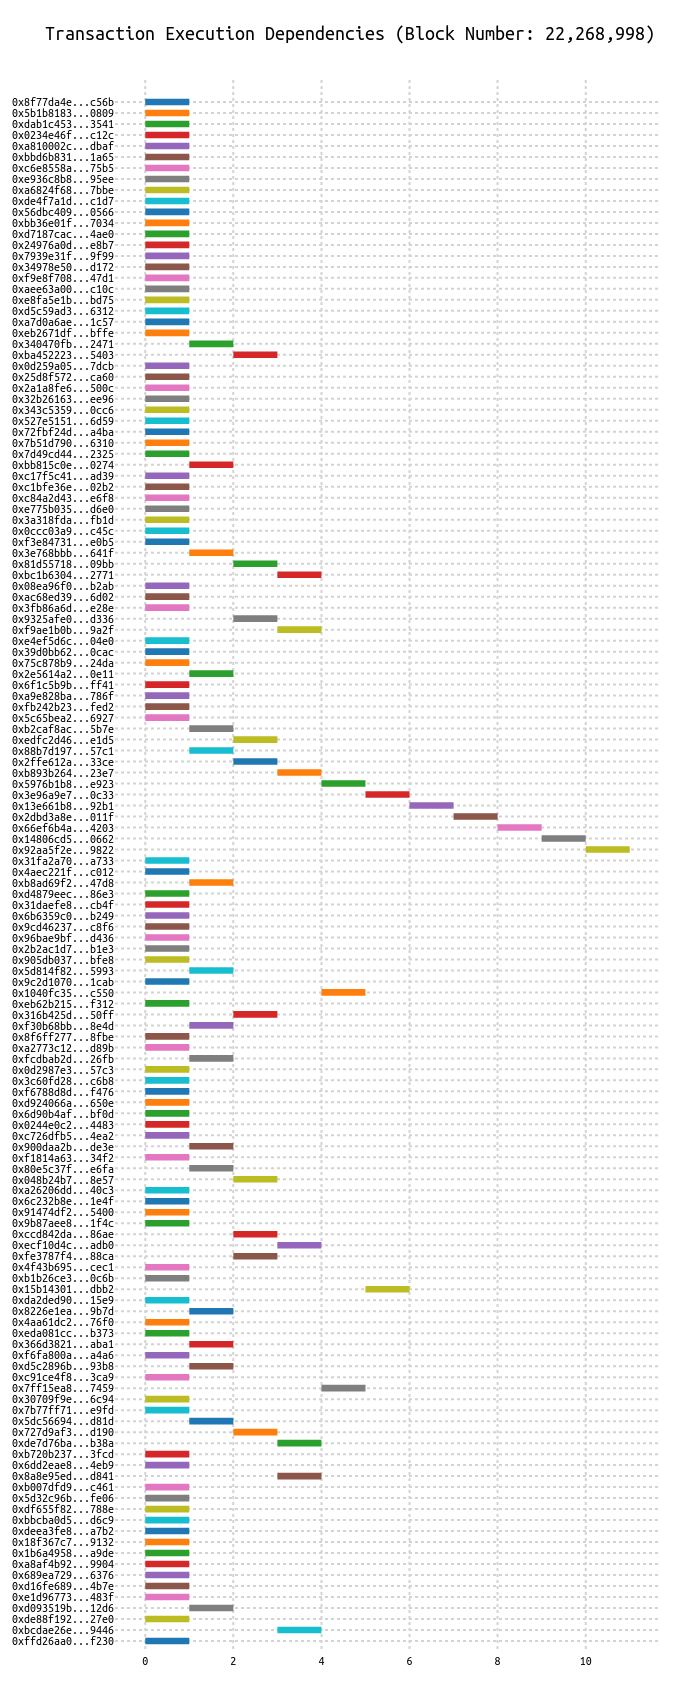 Transaction Execution Dependencies (Block Number: 22,268,998)
0x8f77da4e...c56b
0x5b1b8183...0809
0xdab1c453...3541
0x0234e46f...c12c
0xa810002c...dbaf
0xbbd6b831...1a65
0xc6e8558a...75b5
0xe936c8b8...95ee
0xa6824f68...7bbe
0xde4f7a1d...c1d7
0x56dbc409...0566
0xbb36e01f...7034
0xd7187cac...4ae0
0x24976a0d...e8b7
0x7939e31f...9f99
0x34978e50...d172
0xf9e8f708...47d1
0xaee63a00...c10c
0xe8fa5e1b...bd75
0xd5c59ad3...6312
0xa7d0a6ae...1c57
0xeb2671df...bffe
0x340470fb...2471
0xba452223...5403
0x0d259a05...7dcb
0x25d8f572...ca60
0x2a1a8fe6...500c
0x32b26163...ee96
0x343c5359...0cc6
0x527e5151...6d59
0x72fbf24d...a4ba
0x7b51d790...6310
0x7d49cd44...2325
0xbb815c0e...0274
0xc17f5c41...ad39
0xc1bfe36e...02b2
0xc84a2d43...e6f8
0xe775b035...d6e0
0x3a318fda...fb1d
0x0ccc03a9...c45c
0xf3e84731...e0b5
0x3e768bbb...641f
0x81d55718...09bb
0xbc1b6304...2771
0x08ea96f0...b2ab
0xac68ed39...6d02
0x3fb86a6d...e28e
0x9325afe0...d336
0xf9ae1b0b...9a2f
0xe4ef5d6c...04e0
0x39d0bb62...0cac
0x75c878b9...24da
0x2e5614a2...0e11
0x6f1c5b9b...ff41
0xa9e828ba...786f
0xfb242b23...fed2
0x5c65bea2...6927
0xb2caf8ac...5b7e
0xedfc2d46...e1d5
0x88b7d197...57c1
0x2ffe612a...33ce
0xb893b264...23e7
0x5976b1b8...e923
0x3e96a9e7...0c33
0x13e661b8...92b1
0x2dbd3a8e...011f
0x66ef6b4a...4203
0x14806cd5...0662
0x92aa5f2e...9822
0x31fa2a70...a733
0x4aec221f...c012
0xb8ad69f2...47d8
0xd4879eec...86e3
0x31daefe8...cb4f
0x6b6359c0...b249
0x9cd46237...c8f6
0x96bae9bf...d436
0x2b2ac1d7...b1e3
0x905db037...bfe8
0x5d814f82...5993
0x9c2d1070...1cab
0x1040fc35...c550
0xeb62b215...f312
0x316b425d...50ff
0xf30b68bb...8e4d
0x8f6ff277...8fbe
0xa2773c12...d89b
0xfcdbab2d...26fb
0x0d2987e3...57c3
0x3c60fd28...c6b8
0xf6788d8d...f476
0xd924066a...650e
0x6d90b4af...bf0d
0x0244e0c2...4483
0xc726dfb5...4ea2
0x900daa2b...de3e
0xf1814a63...34f2
0x80e5c37f...e6fa
0x048b24b7...8e57
0xa26206dd...40c3
0x6c232b8e...1e4f
0x91474df2...5400
0x9b87aee8...1f4c
0xccd842da...86ae
0xecf10d4c...adb0
0xfe3787f4...88ca
0x4f43b695...cec1
0xb1b26ce3...0c6b
0x15b14301...dbb2
0xda2ded90...15e9
0x8226e1ea...9b7d
0x4aa61dc2...76f0
0xeda081cc...b373
0x366d3821...aba1
0xf6fa800a...a4a6
0xd5c2896b...93b8
0xc91ce4f8...3ca9
0x7ff15ea8...7459
0x30709f9e...6c94
0x7b77ff71...e9fd
0x5dc56694...d81d
0x727d9af3...d190
0xde7d76ba...b38a
0xb720b237...3fcd
0x6dd2eae8...4eb9
0x8a8e95ed...d841
0xb007dfd9...c461
0x5d32c96b...fe06
0xdf655f82...788e
0xbbcba0d5...d6c9
0xdeea3fe8...a7b2
0x18f367c7...9132
0x1b6a4958...a9de
0xa8af4b92...9904
0x689ea729...6376
0xd16fe689...4b7e
0xe1d96773...483f
0xd093519b...12d6
0xde88f192...27e0
0xbcdae26e...9446
0xffd26aa0...f230
0 2 4 6 8 10